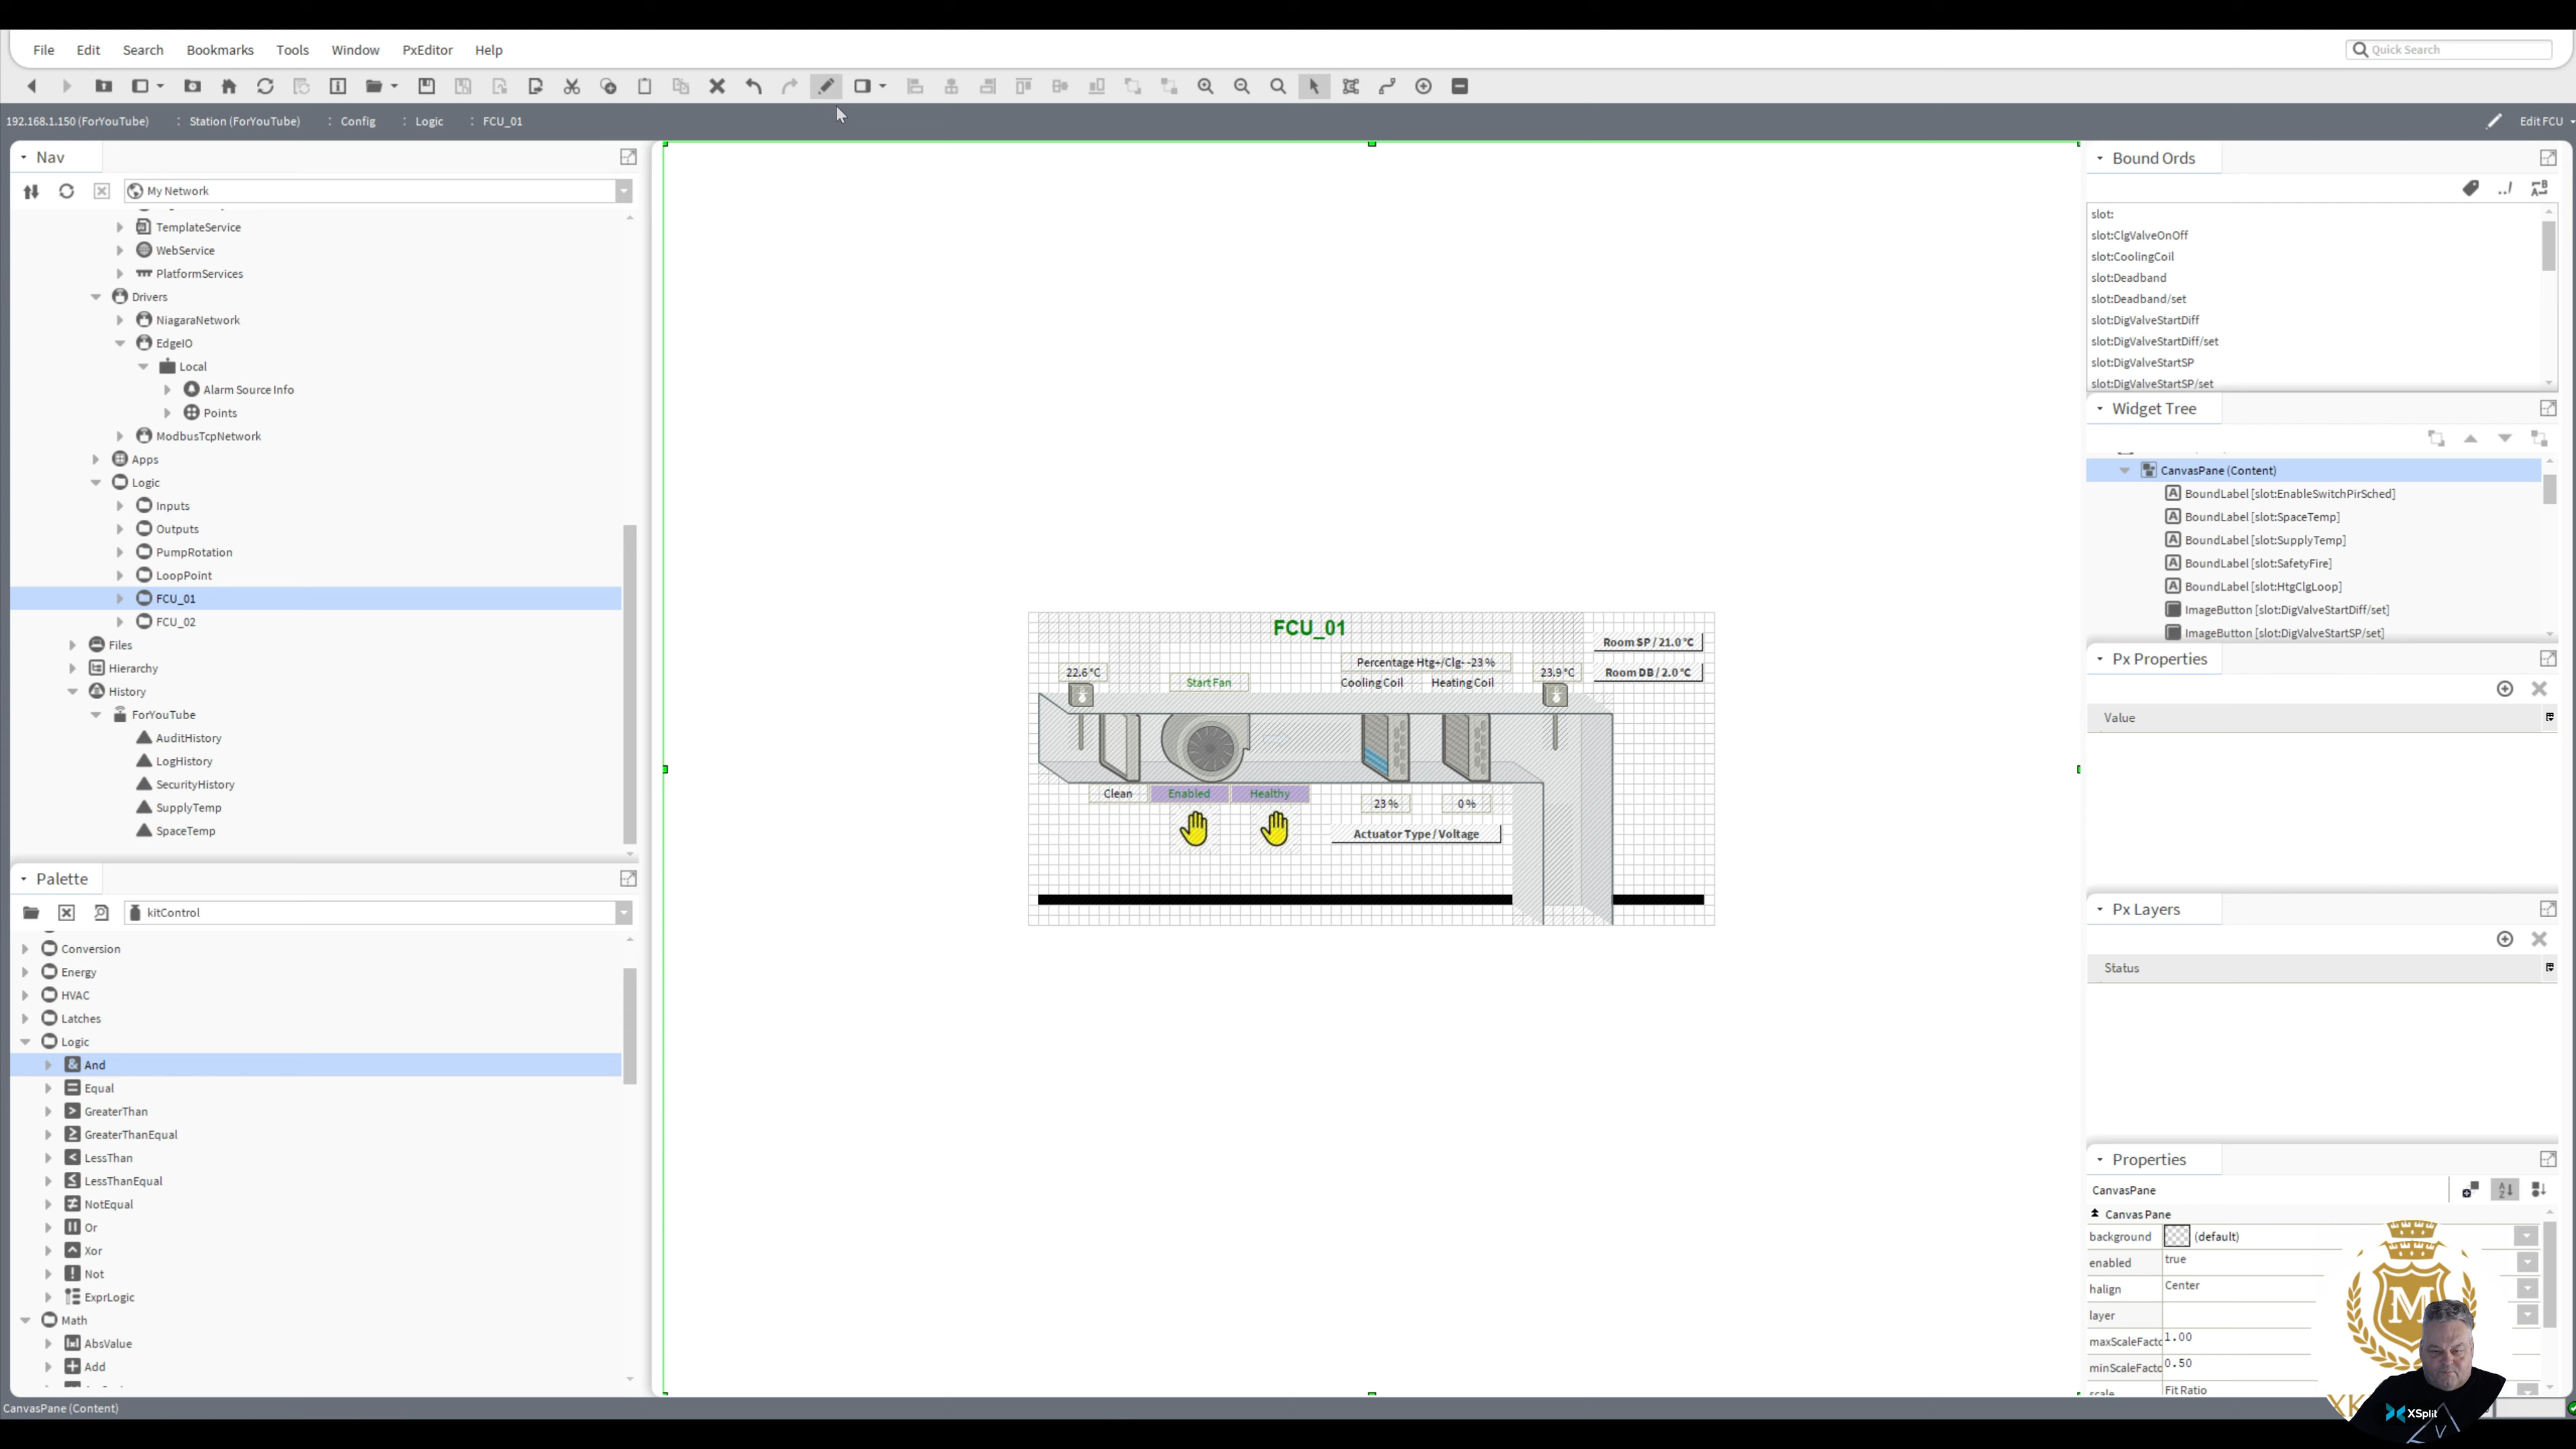 File Edit Search Bookmarks Tools Window PxEditor Help
Quick Search
192.168.1.150 (ForYouTube) : Station (ForYouTube) : Config : Logic : FCU_01
Edit FCU
Nav
My Network
TemplateService
WebService
PlatformServices
Drivers
NiagaraNetwork
EdgeIO
Local
Alarm Source Info
Points
ModbusTcpNetwork
Apps
Logic
Inputs
Outputs
PumpRotation
LoopPoint
FCU_01
FCU_02
Files
Hierarchy
History
ForYouTube
AuditHistory
LogHistory
SecurityHistory
SupplyTemp
SpaceTemp
Palette
kitControl
Conversion
Energy
HVAC
Latches
Logic
And
Equal
GreaterThan
GreaterThanEqual
LessThan
LessThanEqual
NotEqual
Or
Xor
Not
ExprLogic
Math
AbsValue
Add
CanvasPane (Content)
FCU_01
Room SP / 21.0 °C
Percentage Htg+/Clg- -23 %
22.6 °C
Start Fan
Cooling Coil
Heating Coil
23.9 °C
Room DB / 2.0 °C
Clean
Enabled
Healthy
23 %
0 %
Actuator Type / Voltage
Bound Ords
slot:
slot:ClgValveOnOff
slot:CoolingCoil
slot:Deadband
slot:Deadband/set
slot:DigValveStartDiff
slot:DigValveStartDiff/set
slot:DigValveStartSP
slot:DigValveStartSP/set
Widget Tree
CanvasPane (Content)
BoundLabel [slot:EnableSwitchPirSched]
BoundLabel [slot:SpaceTemp]
BoundLabel [slot:SupplyTemp]
BoundLabel [slot:SafetyFire]
BoundLabel [slot:HtgClgLoop]
ImageButton [slot:DigValveStartDiff/set]
ImageButton [slot:DigValveStartSP/set]
Px Properties
Value
Px Layers
Status
Properties
CanvasPane
Canvas Pane
background (default)
enabled true
halign Center
layer
maxScaleFactc 1.00
minScaleFactc 0.50
scale Fit Ratio
M
XSplit